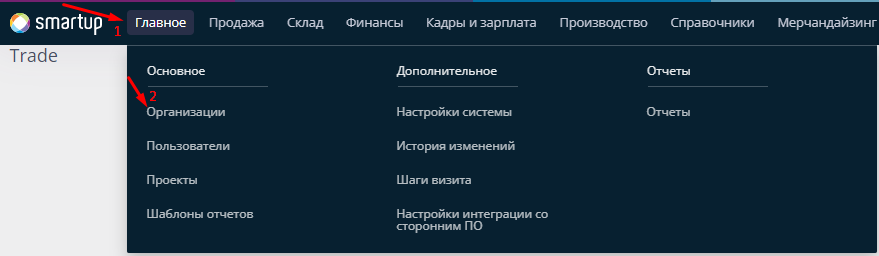 smartup Главное Продажа Склад Финансы Кадры и зарплата Производство Справочники Мерчандайзинг
1
Trade
Основное Дополнительное Отчеты
2
Организации Настройки системы Отчеты
Пользователи История изменений
Проекты Шаги визита
Шаблоны отчетов Настройки интеграции со
сторонним ПО